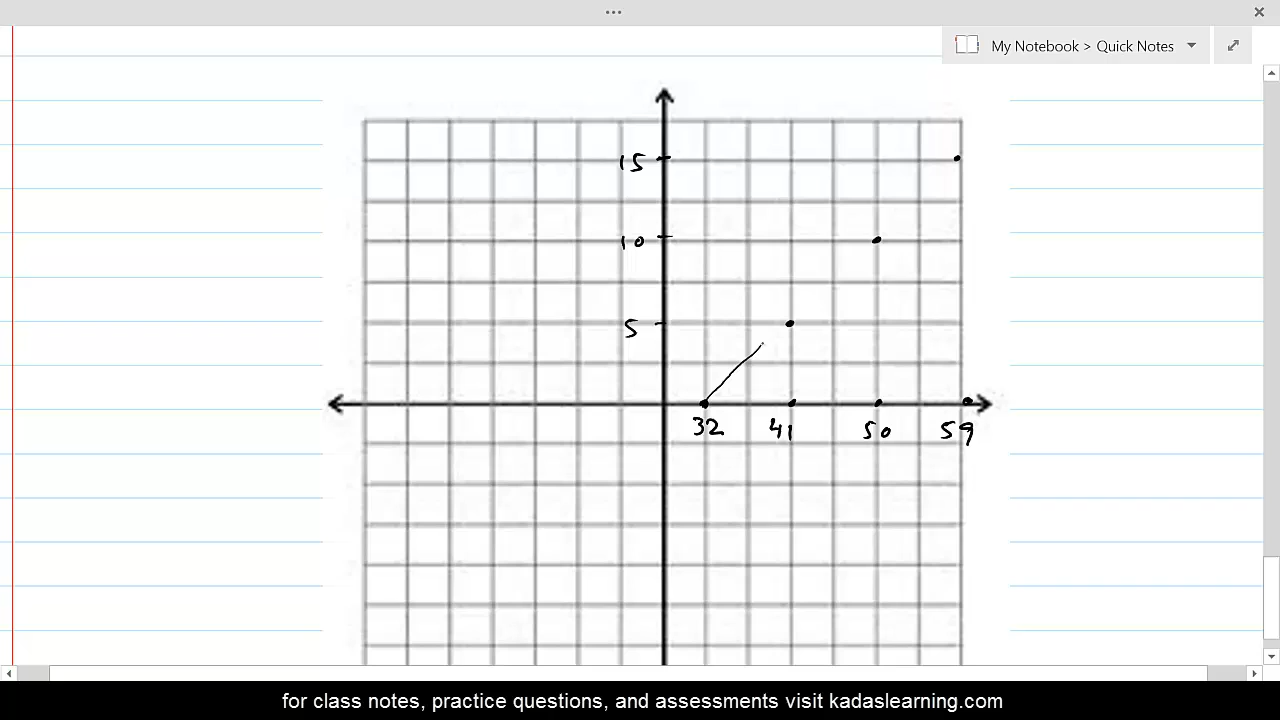 ...
My Notebook > Quick Notes
15
10
5
32 41 50 59
for class notes, practice questions, and assessments visit kadaslearning.com